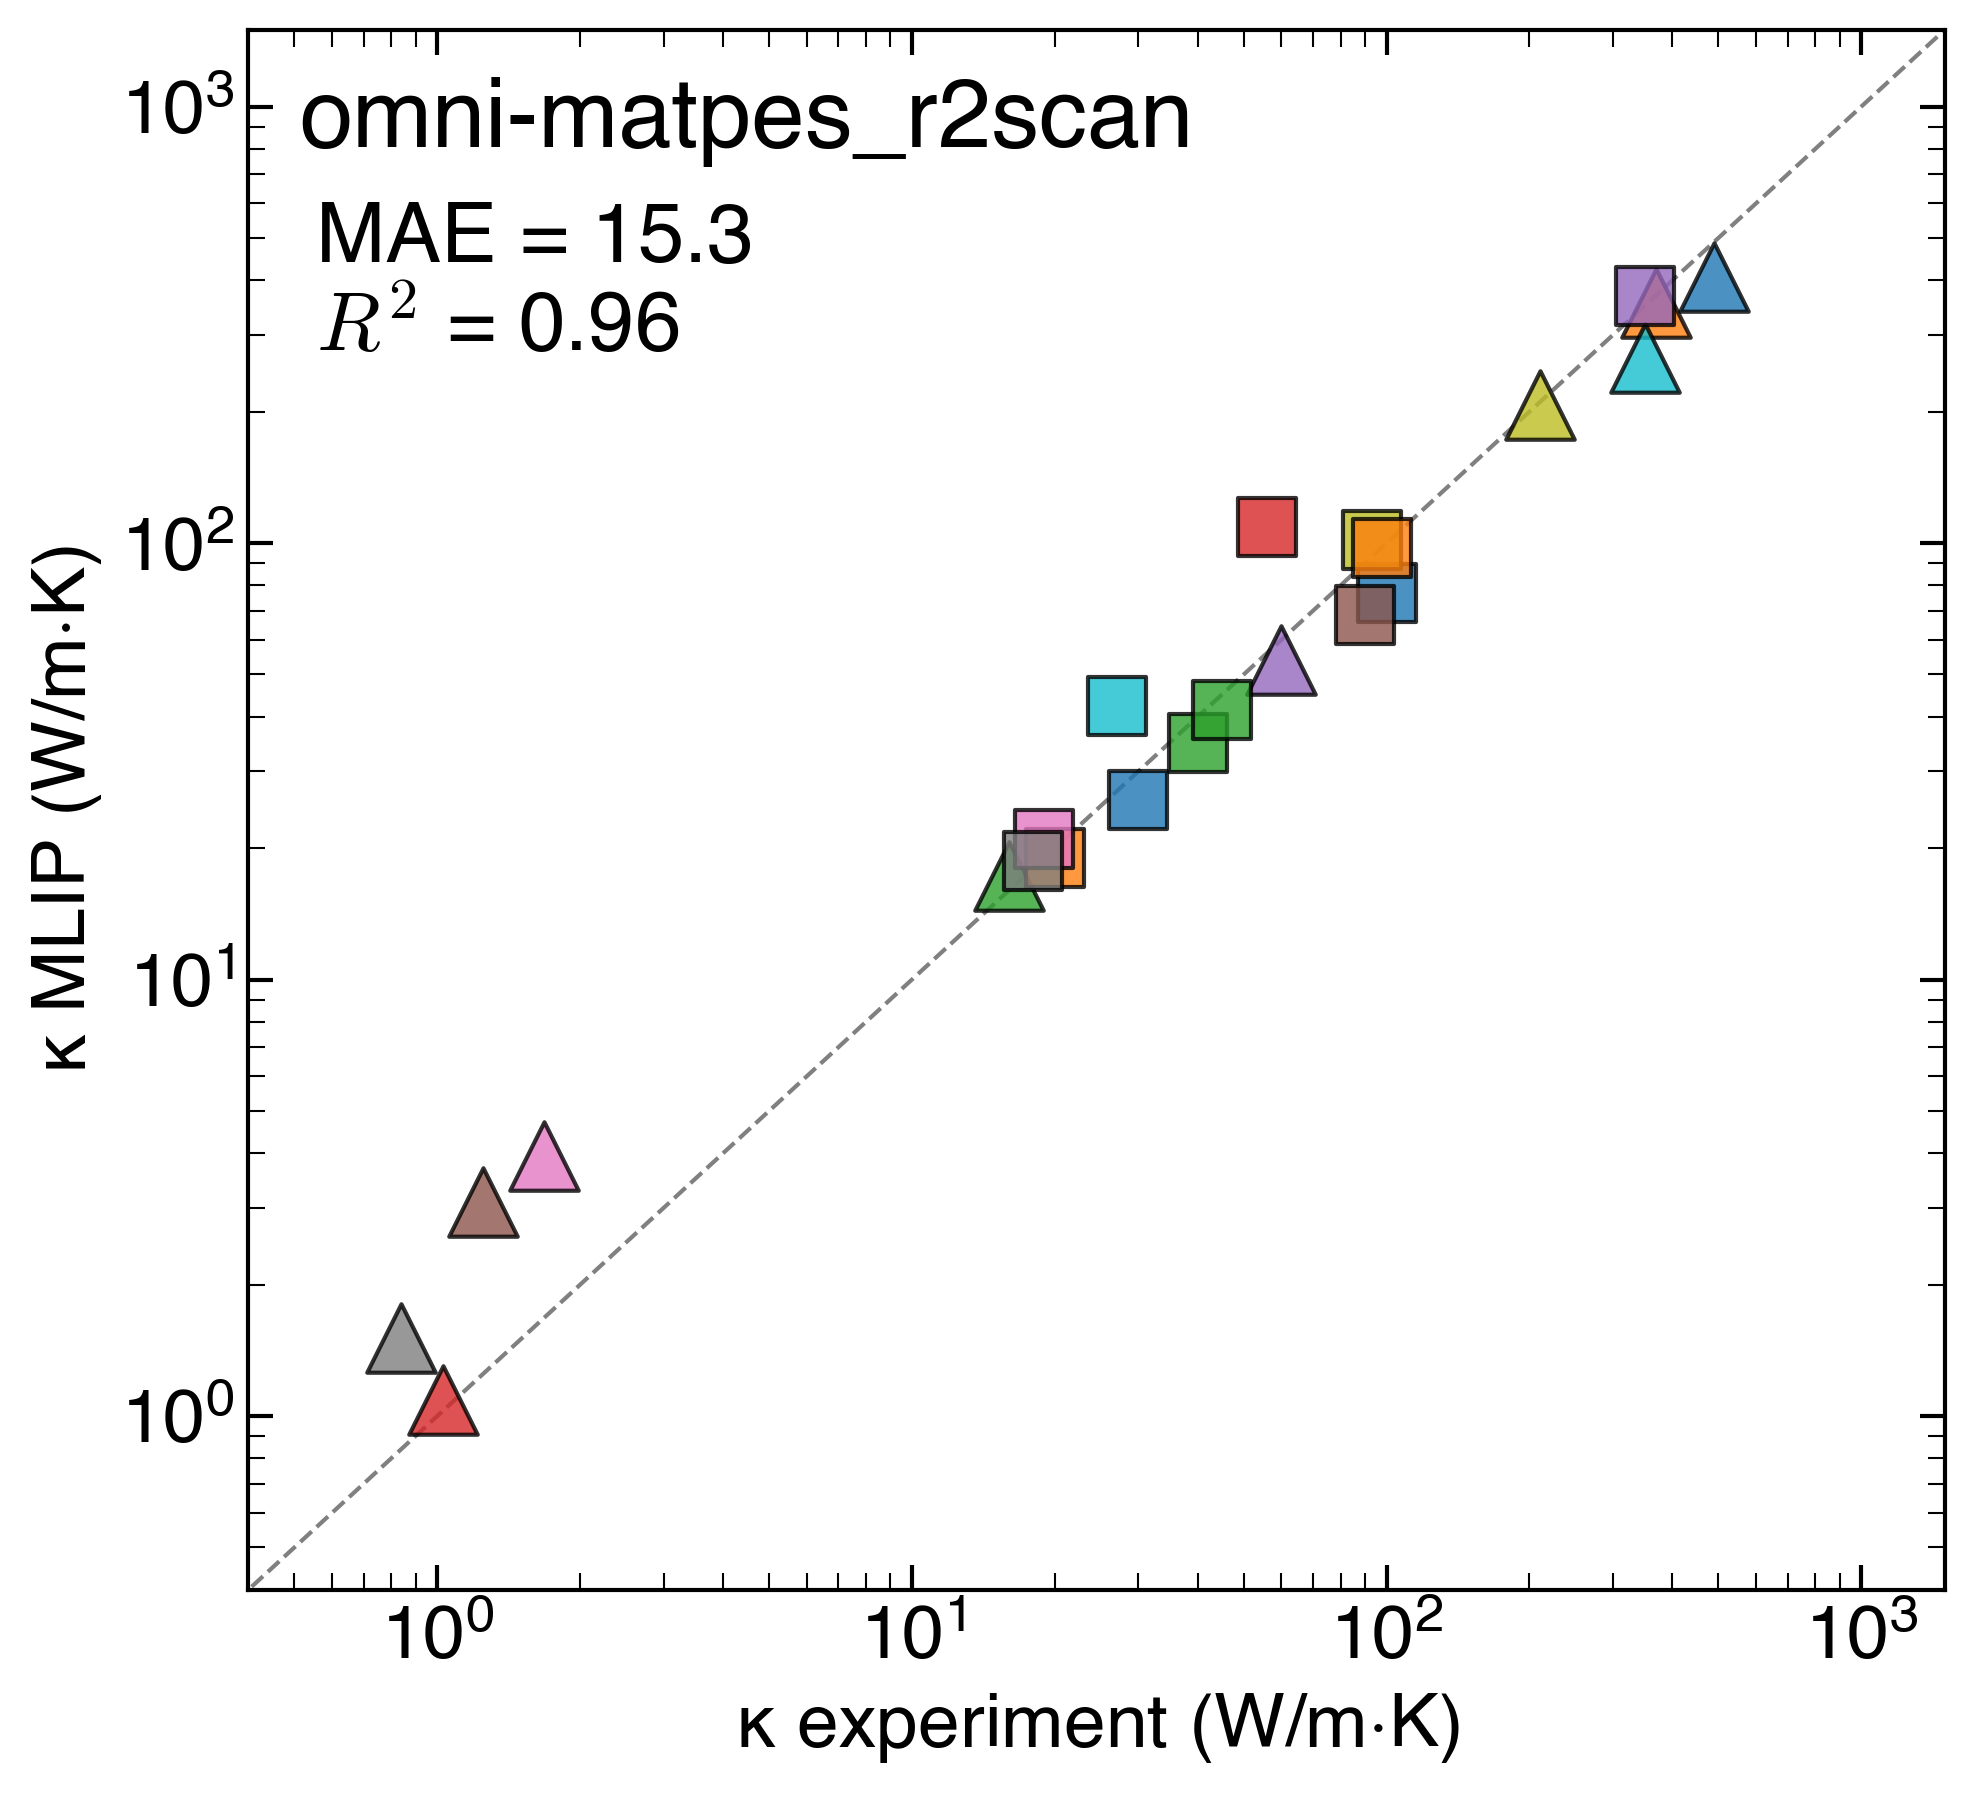 omni-matpes_r2scan
MAE = 15.3
R² = 0.96
10³
10²
10¹
10⁰
κ MLIP (W/m·K)
10⁰ 10¹ 10² 10³
κ experiment (W/m·K)